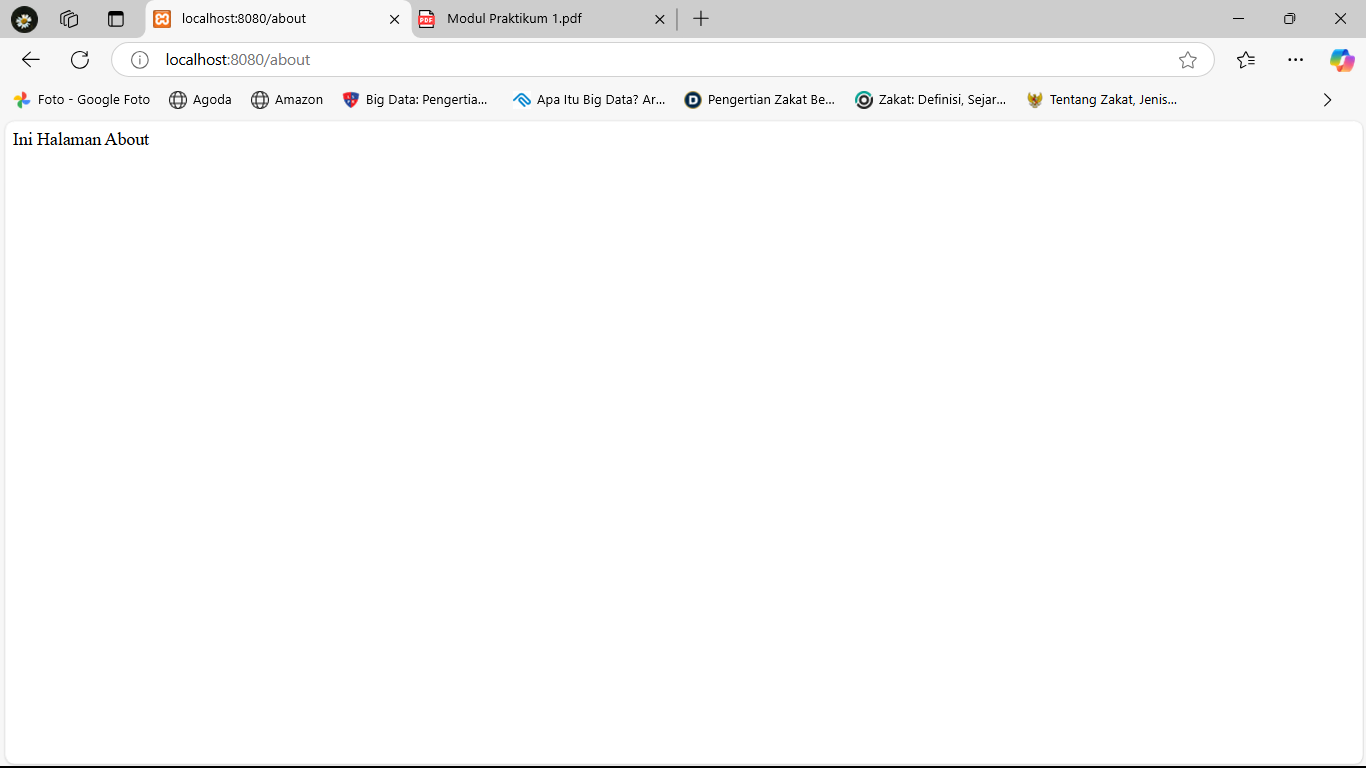 localhost:8080/about
Modul Praktikum 1.pdf
localhost:8080/about
Foto - Google Foto
Agoda
Amazon
Big Data: Pengertia...
Apa Itu Big Data? Ar...
Pengertian Zakat Be...
Zakat: Definisi, Sejar...
Tentang Zakat, Jenis...
Ini Halaman About